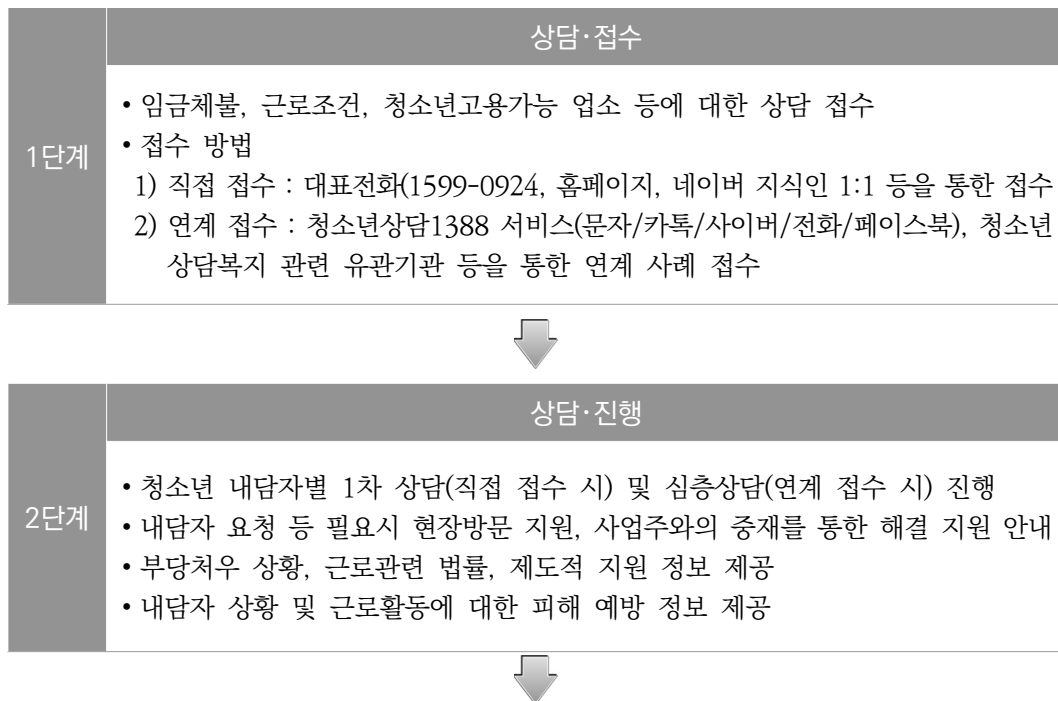 상담·접수
1단계
• 임금체불, 근로조건, 청소년고용가능 업소 등에 대한 상담 접수
• 접수 방법
1) 직접 접수 : 대표전화(1599-0924, 홈페이지, 네이버 지식인 1:1 등을 통한 접수
2) 연계 접수 : 청소년상담1388 서비스(문자/카톡/사이버/전화/페이스북), 청소년
상담복지 관련 유관기관 등을 통한 연계 사례 접수
상담·진행
2단계
• 청소년 내담자별 1차 상담(직접 접수 시) 및 심층상담(연계 접수 시) 진행
• 내담자 요청 등 필요시 현장방문 지원, 사업주와의 중재를 통한 해결 지원 안내
• 부당처우 상황, 근로관련 법률, 제도적 지원 정보 제공
• 내담자 상황 및 근로활동에 대한 피해 예방 정보 제공